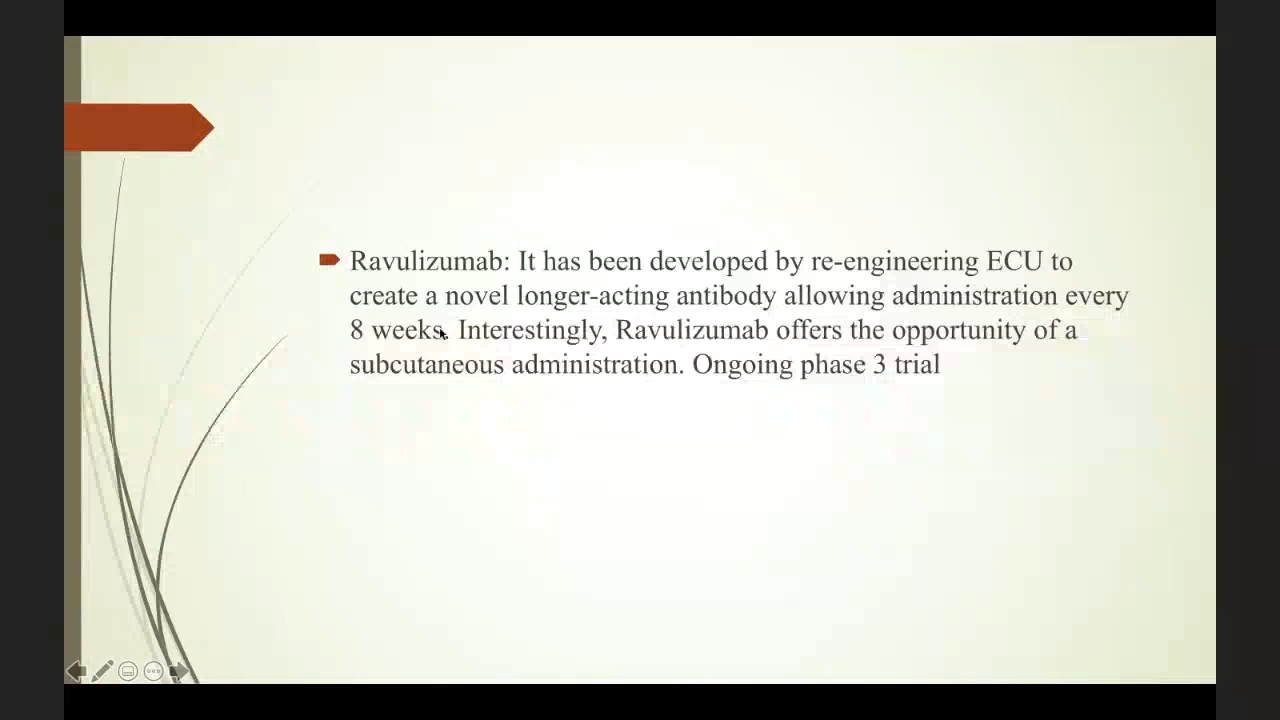 Ravulizumab: It has been developed by re-engineering ECU to
create a novel longer-acting antibody allowing administration every
8 weeks. Interestingly, Ravulizumab offers the opportunity of a
subcutaneous administration. Ongoing phase 3 trial